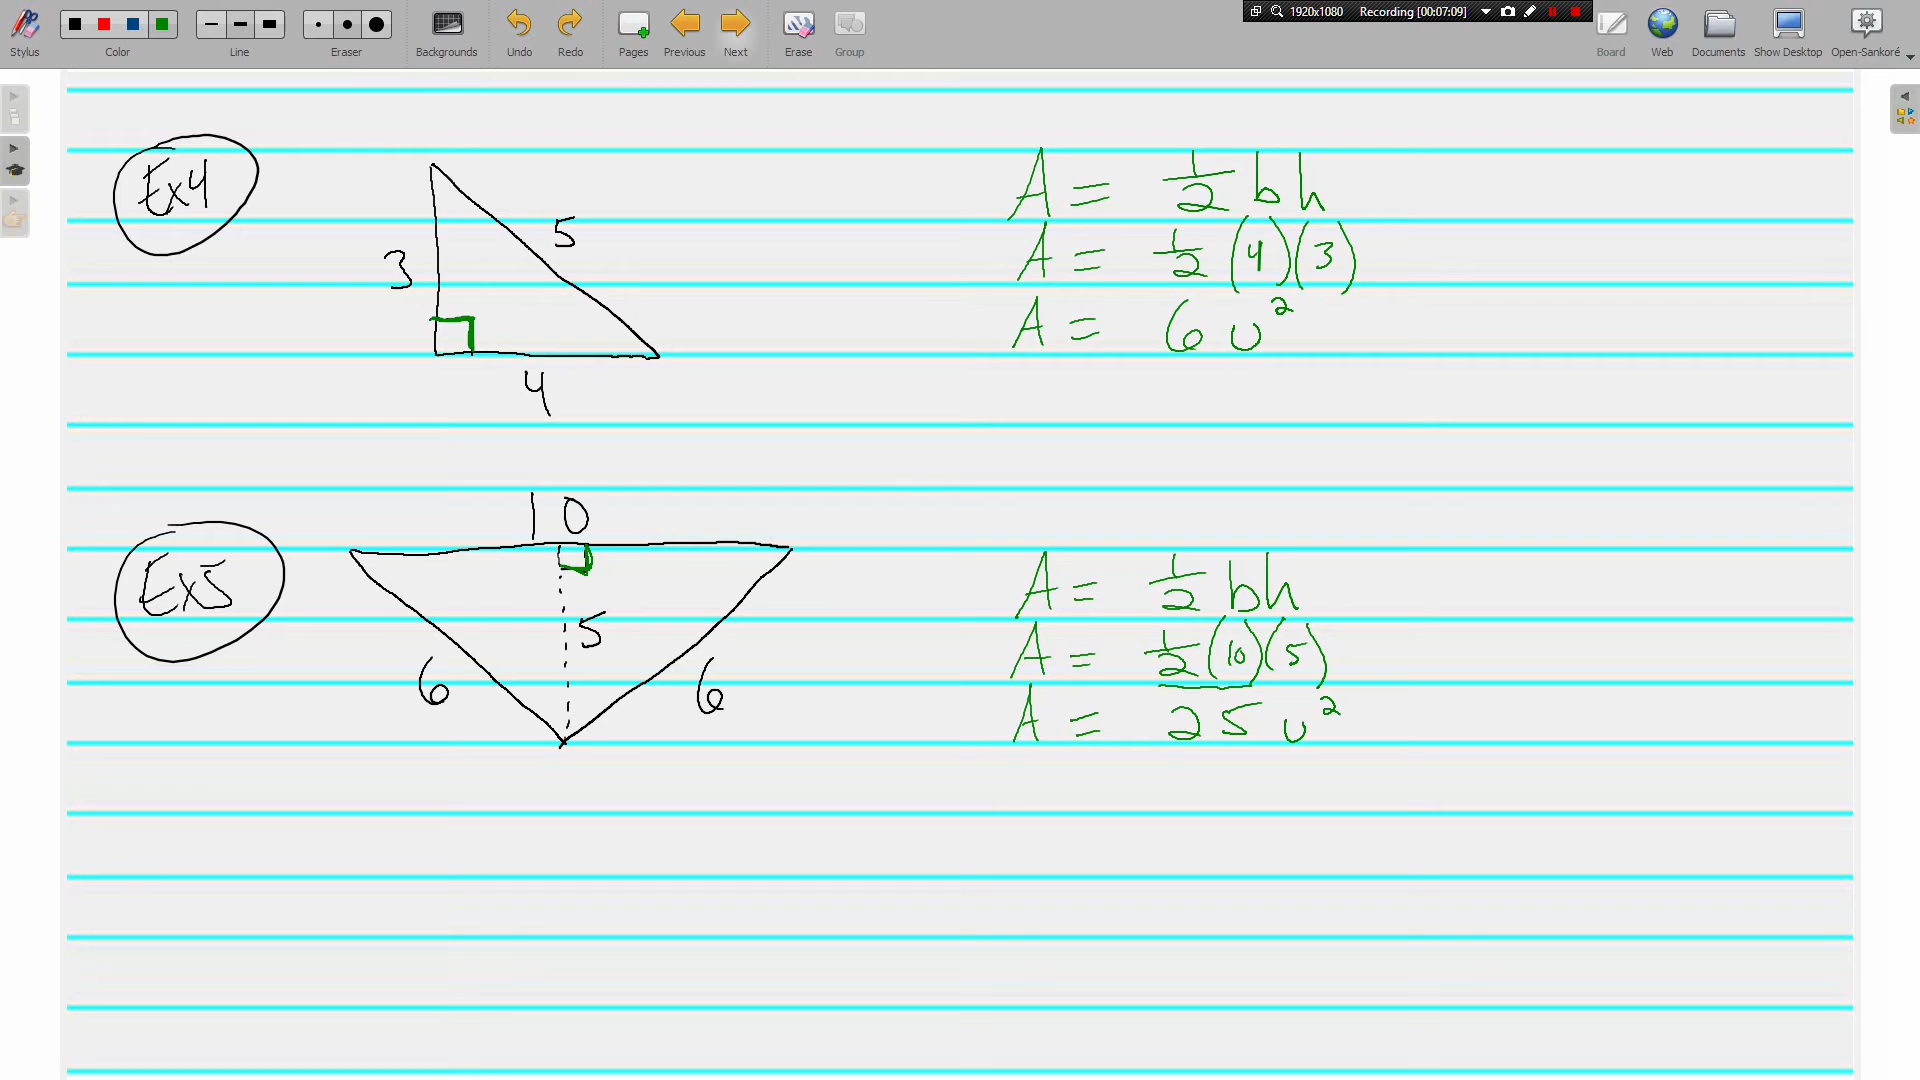 Stylus
Color
Line
Eraser
Backgrounds
Undo
Redo
Pages
Previous
Next
Erase
Group
1920x1080
Recording [00:07:09]
Board
Web
Documents
Show Desktop
Open-Sankoré
Ex4
3
5
4
A = 1/2 bh
A = 1/2 (4)(3)
A = 6 u²
Ex5
10
5
6
6
A = 1/2 bh
A = 1/2 (10)(5)
A = 25 u²